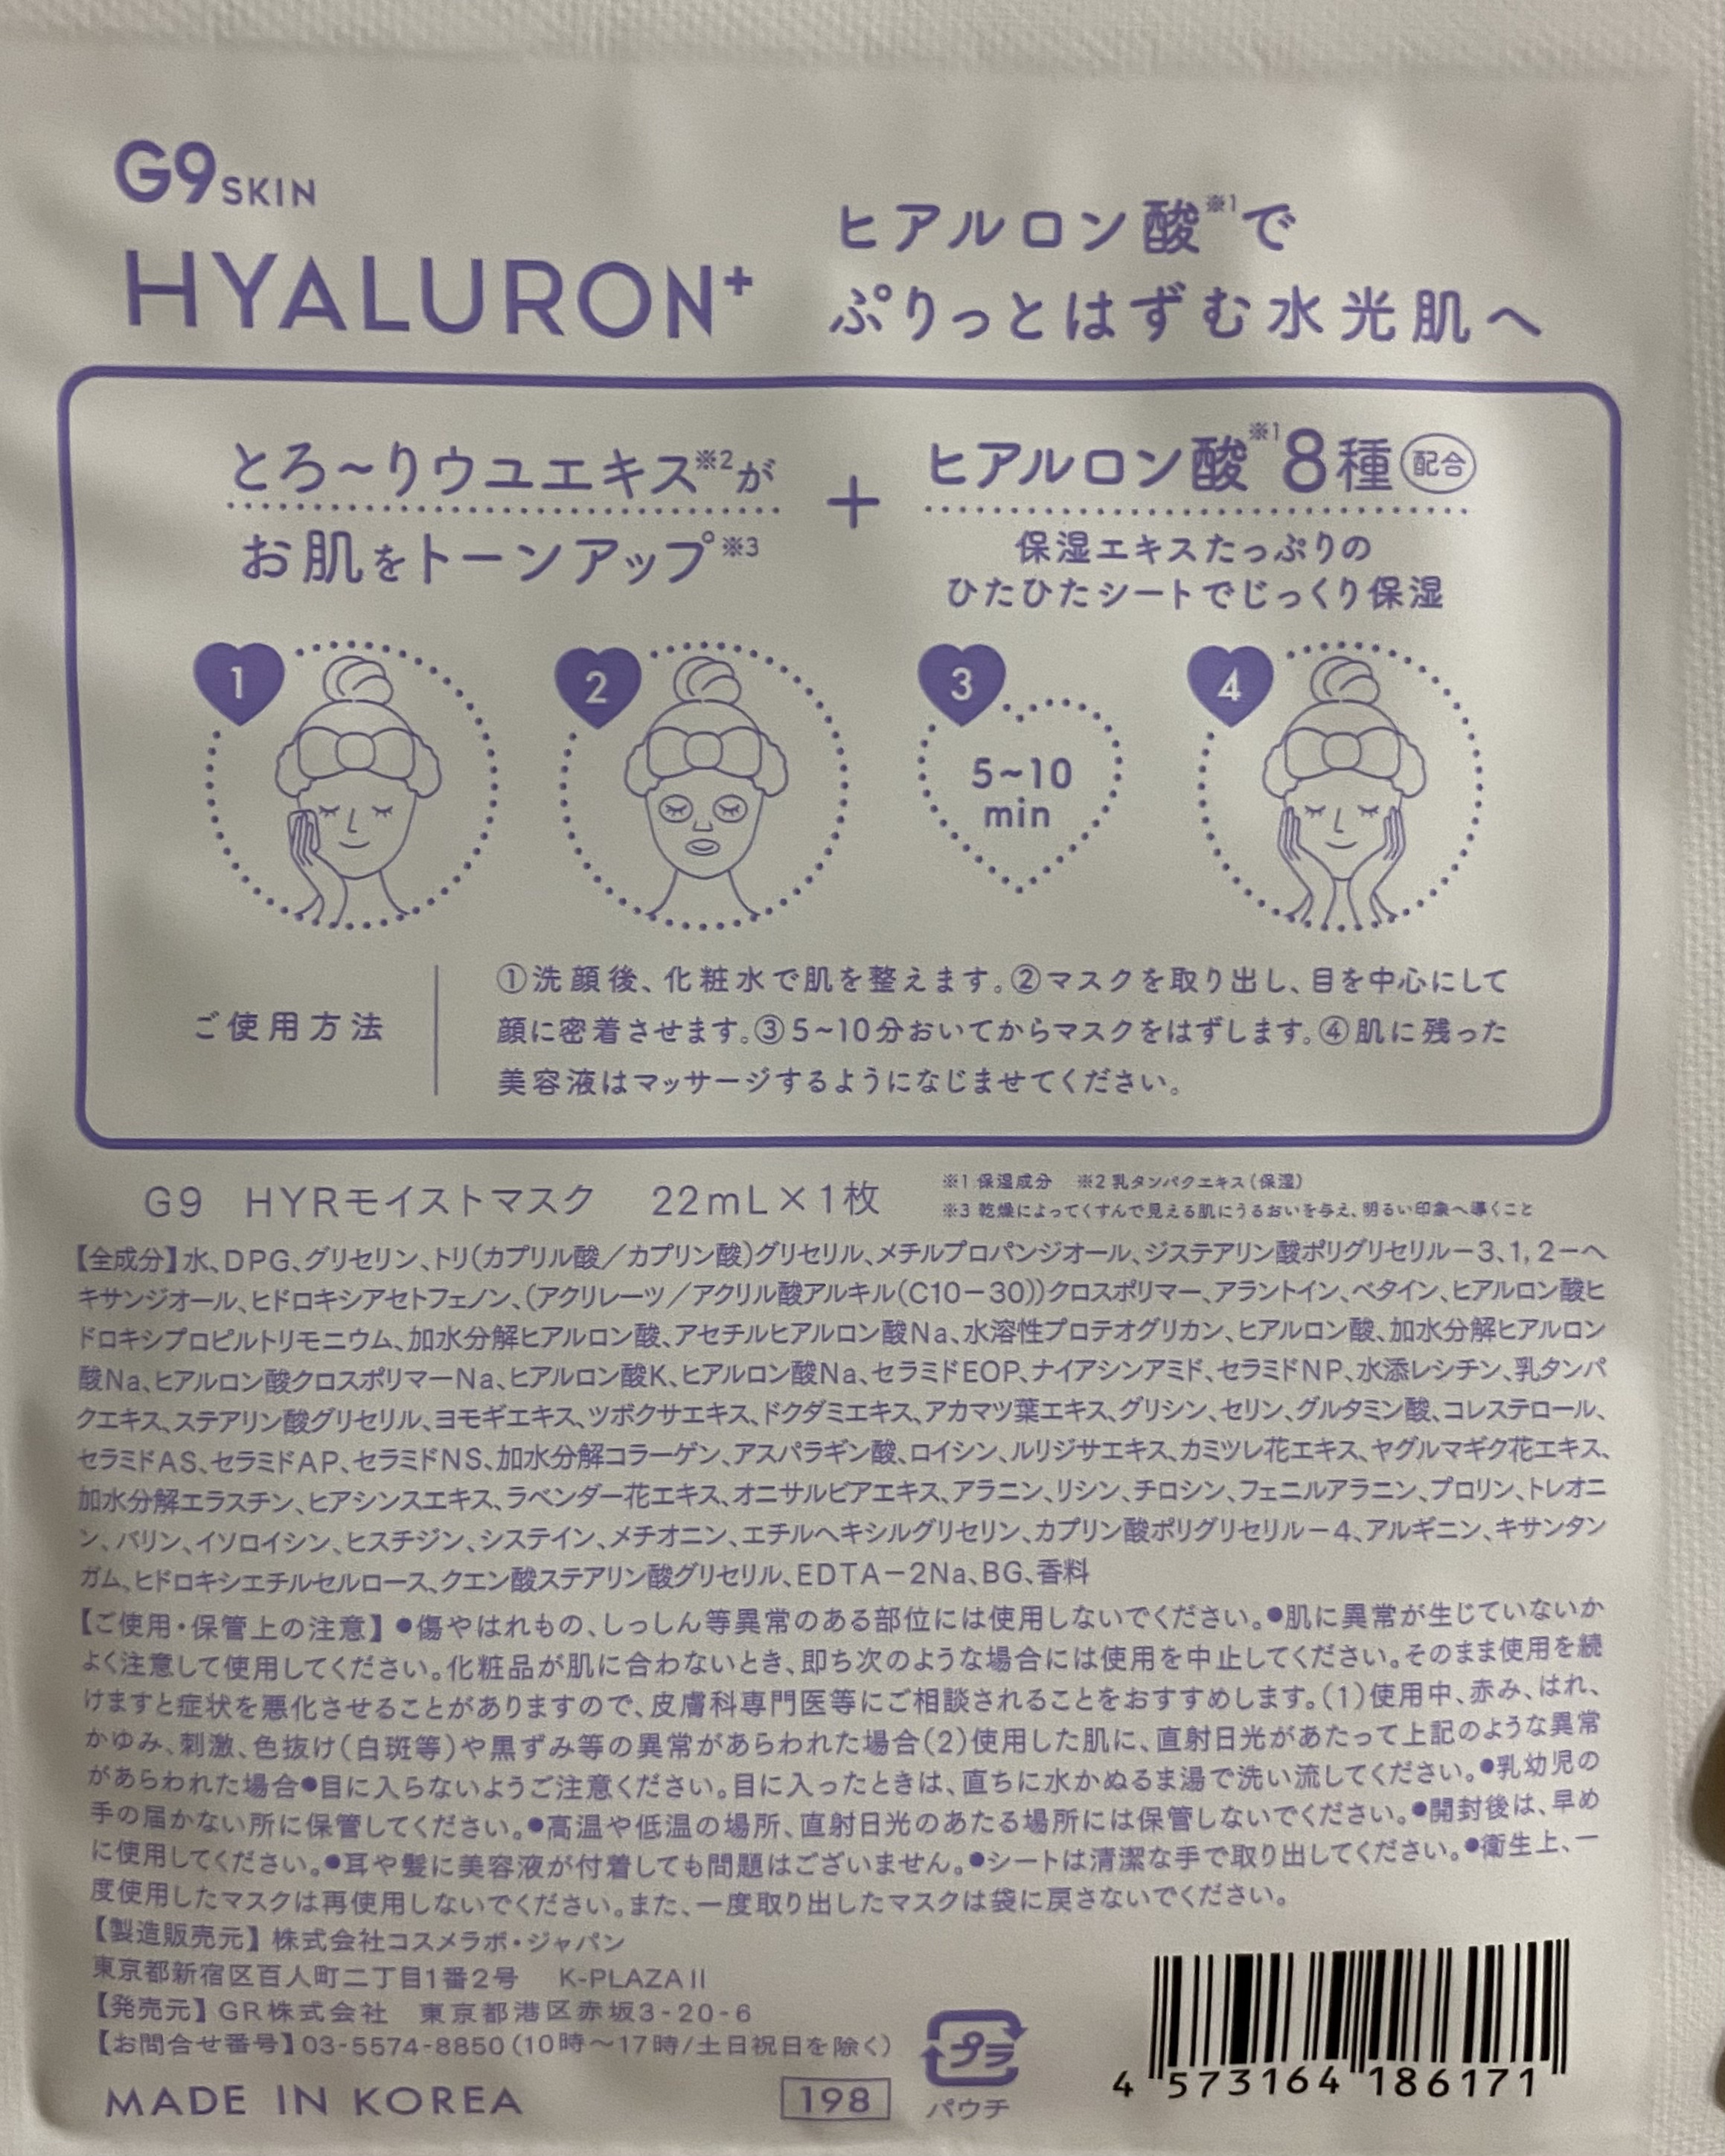 G9 SKIN
HYALURON+
ヒアルロン酸※1で
ぷりっとはずむ水光肌へ
とろ～りウユエキス※2が
お肌をトーンアップ※3
+
ヒアルロン酸※1 8種 配合
保湿エキスたっぷりの
ひたひたシートでじっくり保湿
1
2
3
5~10
min
4
ご使用方法
①洗顔後、化粧水で肌を整えます。②マスクを取り出し、目を中心にして
顔に密着させます。③5~10分おいてからマスクをはずします。④肌に残った
美容液はマッサージするようになじませてください。
G9 HYRモイストマスク 22mL×1枚
※1 保湿成分 ※2 乳タンパクエキス(保湿)
※3 乾燥によってくすんで見える肌にうるおいを与え、明るい印象へ導くこと
【全成分】水、DPG、グリセリン、トリ(カプリル酸/カプリン酸)グリセリル、メチルプロパンジオール、ジステアリン酸ポリグリセリル－3、1,2－ヘ
キサンジオール、ヒドロキシアセトフェノン、(アクリレーツ/アクリル酸アルキル(C10－30))クロスポリマー、アラントイン、ベタイン、ヒアルロン酸ヒ
ドロキシプロピルトリモニウム、加水分解ヒアルロン酸、アセチルヒアルロン酸Na、水溶性プロテオグリカン、ヒアルロン酸、加水分解ヒアルロン
酸Na、ヒアルロン酸クロスポリマーNa、ヒアルロン酸K、ヒアルロン酸Na、セラミドEOP、ナイアシンアミド、セラミドNP、水添レシチン、乳タンパ
クエキス、ステアリン酸グリセリル、ヨモギエキス、ツボクサエキス、ドクダミエキス、アカマツ葉エキス、グリシン、セリン、グルタミン酸、コレステロール、
セラミドAS、セラミドAP、セラミドNS、加水分解コラーゲン、アスパラギン酸、ロイシン、ルリジサエキス、カミツレ花エキス、ヤグルマギク花エキス、
加水分解エラスチン、ヒアシンスエキス、ラベンダー花エキス、オニサルビアエキス、アラニン、リシン、チロシン、フェニルアラニン、プロリン、トレオニ
ン、バリン、イソロイシン、ヒスチジン、システイン、メチオニン、エチルヘキシルグリセリン、カプリン酸ポリグリセリル－4、アルギニン、キサンタン
ガム、ヒドロキシエチルセルロース、クエン酸ステアリン酸グリセリル、EDTA－2Na、BG、香料
【ご使用・保管上の注意】●傷やはれもの、しっしん等異常のある部位には使用しないでください。●肌に異常が生じていないか
よく注意して使用してください。化粧品が肌に合わないとき、即ち次のような場合には使用を中止してください。そのまま使用を続
けますと症状を悪化させることがありますので、皮膚科専門医等にご相談されることをおすすめします。(1)使用中、赤み、はれ、
かゆみ、刺激、色抜け(白斑等)や黒ずみ等の異常があらわれた場合(2)使用した肌に、直射日光があたって上記のような異常
があらわれた場合●目に入らないようご注意ください。目に入ったときは、直ちに水かぬるま湯で洗い流してください。●乳幼児の
手の届かない所に保管してください。●高温や低温の場所、直射日光のあたる場所には保管しないでください。●開封後は、早め
に使用してください。●耳や髪に美容液が付着しても問題はございません。●シートは清潔な手で取り出してください。●衛生上、一
度使用したマスクは再使用しないでください。また、一度取り出したマスクは袋に戻さないでください。
【製造販売元】株式会社コスメラボ・ジャパン
東京都新宿区百人町二丁目1番2号 K-PLAZAⅡ
【発売元】GR株式会社 東京都港区赤坂3-20-6
【お問合せ番号】03-5574-8850(10時～17時/土日祝日を除く)
MADE IN KOREA
198
プラ
パウチ
4 573164 186171